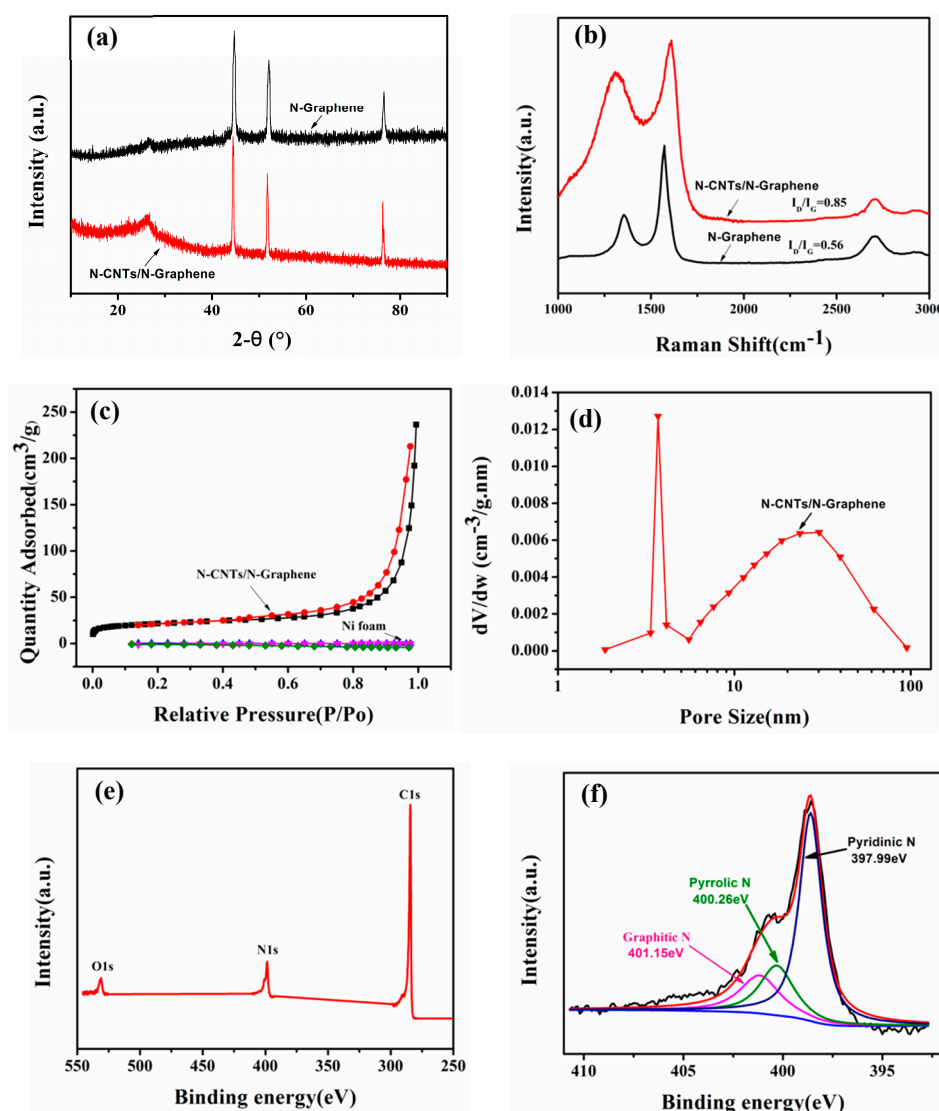 (a)
N-Graphene
N-CNTs/N-Graphene
Intensity (a.u.)
20
40
60
80
2-θ (°)
(b)
N-CNTs/N-Graphene
I_D/I_G=0.85
N-Graphene
I_D/I_G=0.56
Intensity(a.u.)
1000
1500
2000
2500
3000
Raman Shift(cm⁻¹)
(c)
250
200
150
100
50
0
N-CNTs/N-Graphene
Ni foam
Quantity Adsorbed(cm³/g)
0.0
0.2
0.4
0.6
0.8
1.0
Relative Pressure(P/Po)
(d)
0.014
0.012
0.010
0.008
0.006
0.004
0.002
0.000
N-CNTs/N-Graphene
dV/dw (cm⁻³/g.nm)
1
10
100
Pore Size(nm)
(e)
C1s
N1s
O1s
Intensity(a.u.)
550
500
450
400
350
300
250
Binding energy(eV)
(f)
Pyridinic N
397.99eV
Pyrrolic N
400.26eV
Graphitic N
401.15eV
Intensity(a.u.)
410
405
400
395
Binding energy(eV)